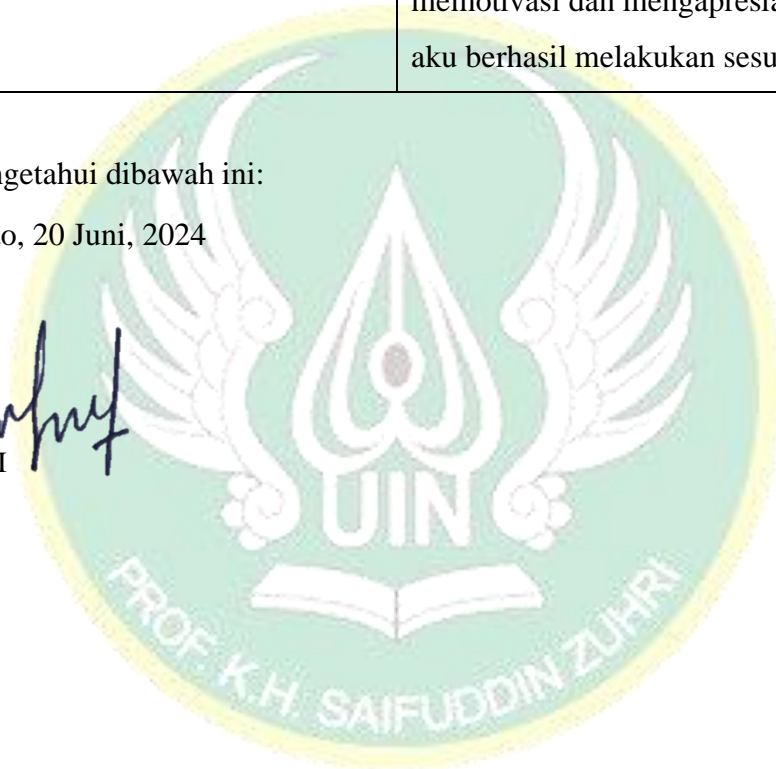 memotivasi dan mengapresia
aku berhasil melakukan sesu
ngetahui dibawah ini:
o, 20 Juni, 2024
I
UIN
PROF. K.H. SAIFUDDIN ZUHRI